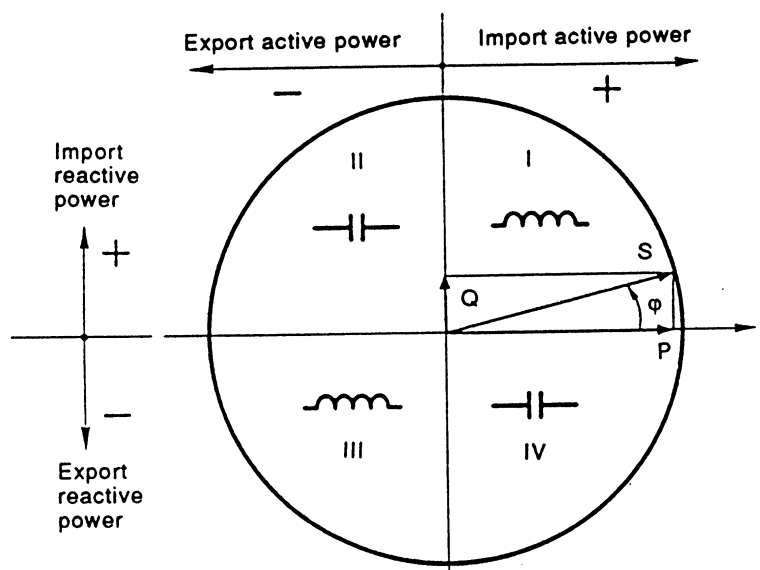 Export active power
Import active power
−
+
II
I
Import
reactive
power
+
S
Q
φ
P
−
III
IV
Export
reactive
power